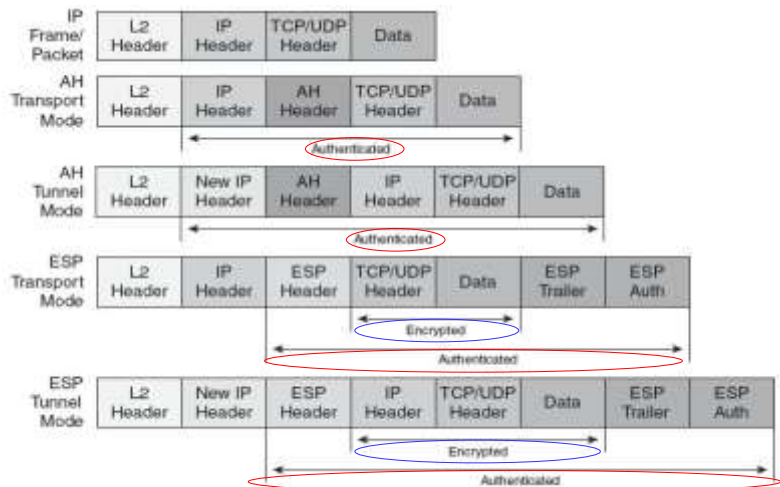 IP
Frame/
Packet
L2
Header
IP
Header
TCP/UDP
Header
Data
AH
Transport
Mode
L2
Header
IP
Header
AH
Header
TCP/UDP
Header
Data
Authenticated
AH
Tunnel
Mode
L2
Header
New IP
Header
AH
Header
IP
Header
TCP/UDP
Header
Data
Authenticated
ESP
Transport
Mode
L2
Header
IP
Header
ESP
Header
TCP/UDP
Header
Data
ESP
Trailer
ESP
Auth
Encrypted
Authenticated
ESP
Tunnel
Mode
L2
Header
New IP
Header
ESP
Header
IP
Header
TCP/UDP
Header
Data
ESP
Trailer
ESP
Auth
Encrypted
Authenticated